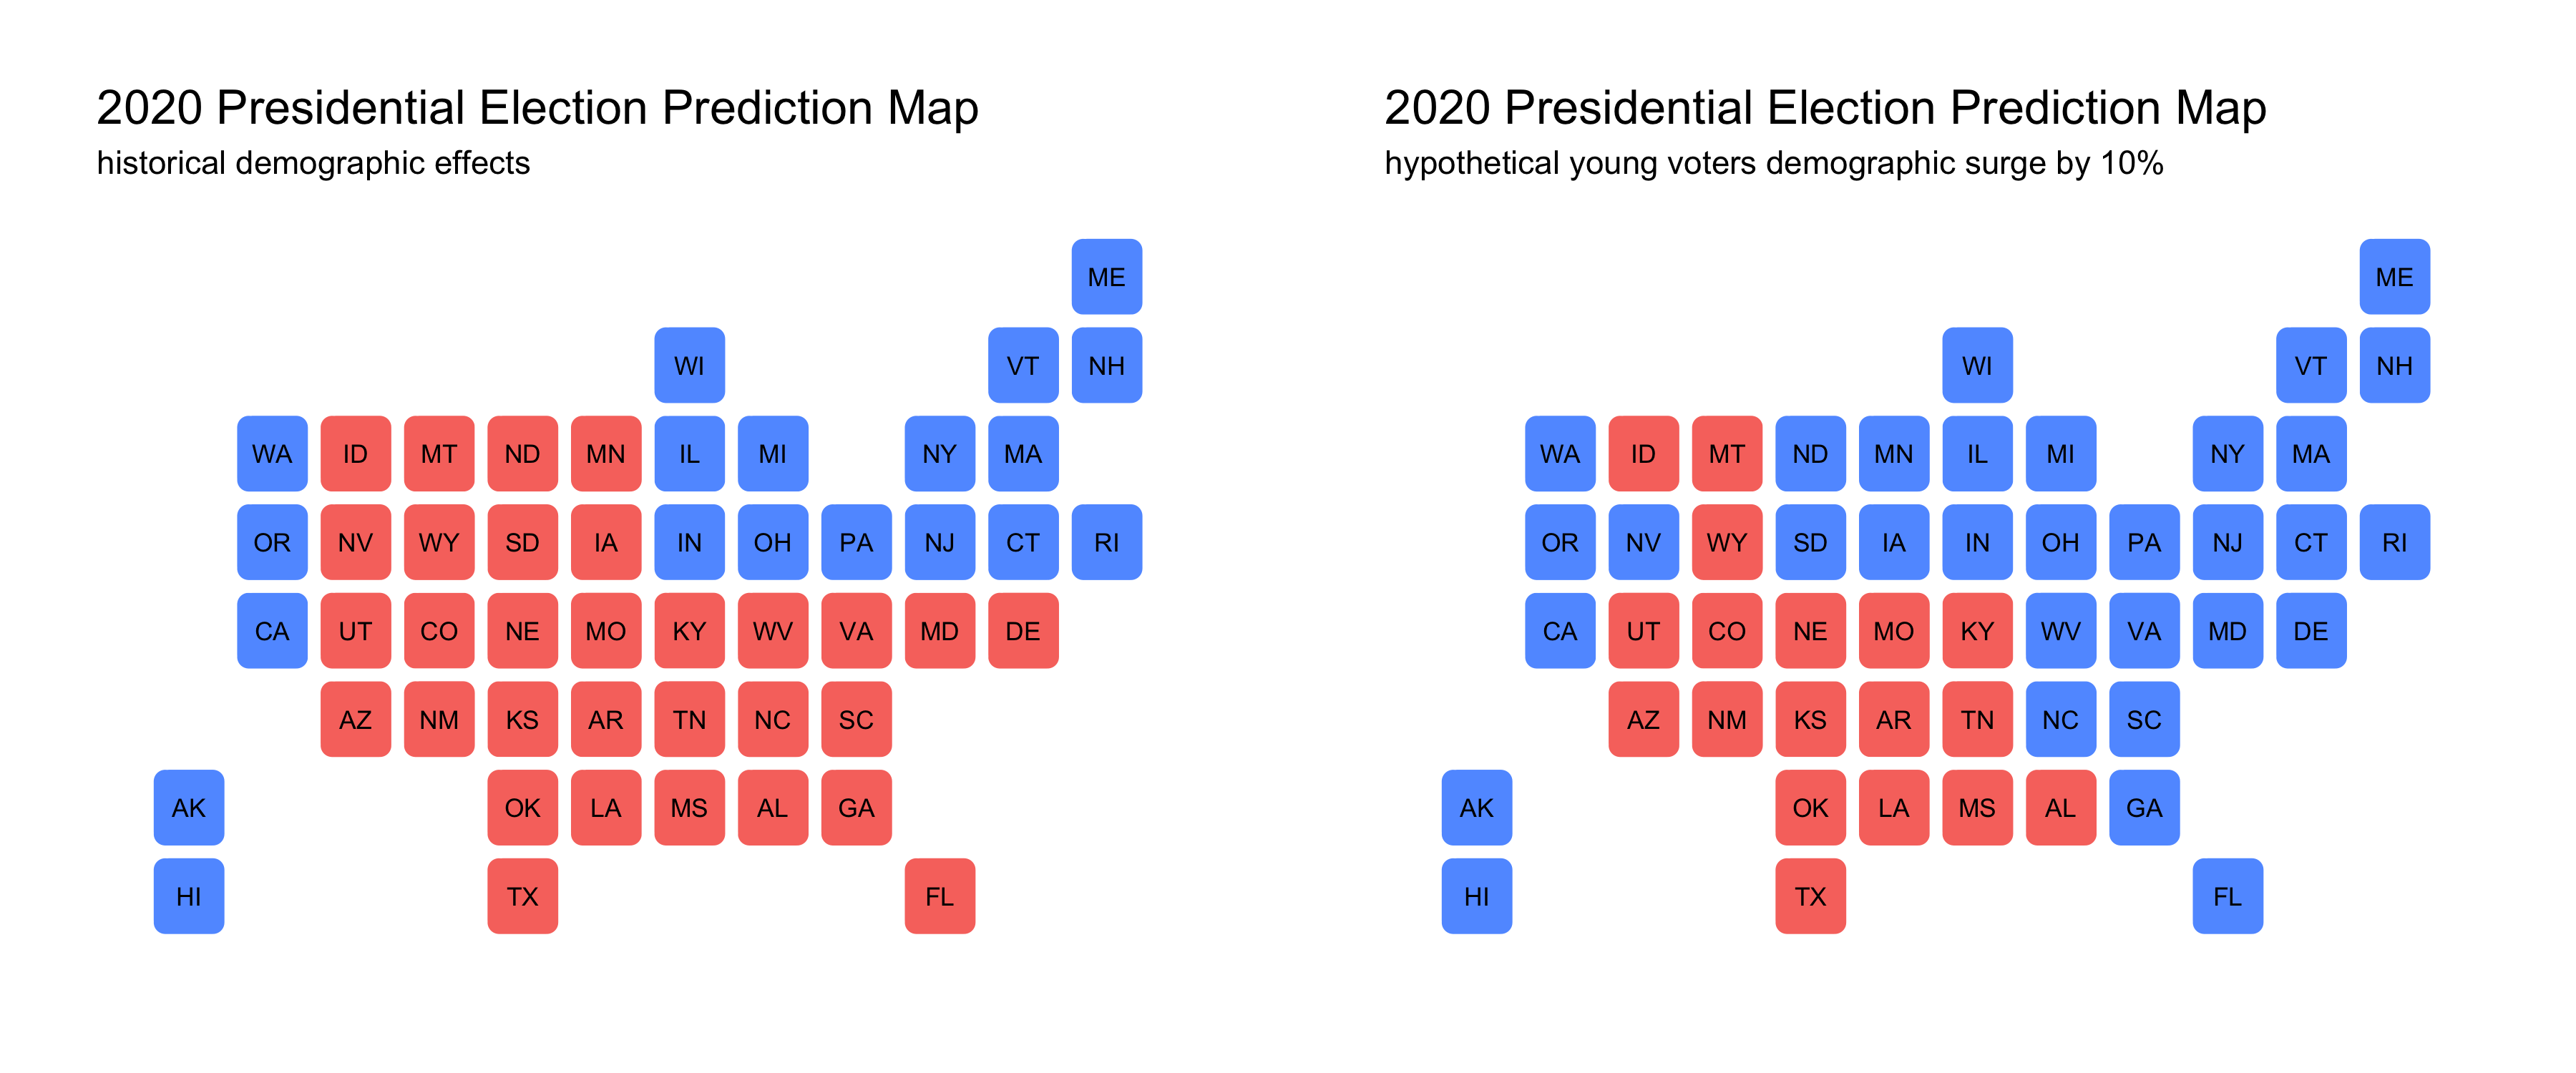 2020 Presidential Election Prediction Map
historical demographic effects
ME
WI VT NH
WA ID MT ND MN IL MI NY MA
OR NV WY SD IA IN OH PA NJ CT RI
CA UT CO NE MO KY WV VA MD DE
AZ NM KS AR TN NC SC
AK OK LA MS AL GA
HI TX FL
2020 Presidential Election Prediction Map
hypothetical young voters demographic surge by 10%
ME
WI VT NH
WA ID MT ND MN IL MI NY MA
OR NV WY SD IA IN OH PA NJ CT RI
CA UT CO NE MO KY WV VA MD DE
AZ NM KS AR TN NC SC
AK OK LA MS AL GA
HI TX FL